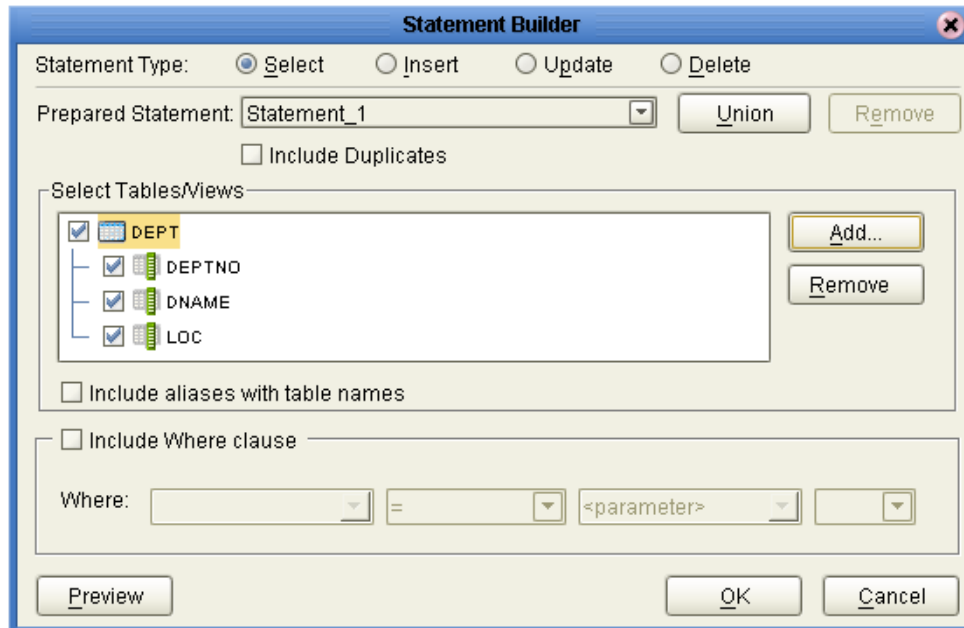 Statement Builder
Statement Type: Select Insert Update Delete
Prepared Statement: Statement_1 Union Remove
Include Duplicates
Select Tables/Views
DEPT Add...
DEPTNO
Remove
DNAME
LOC
Include aliases with table names
Include Where clause
Where: = <parameter>
Preview OK Cancel